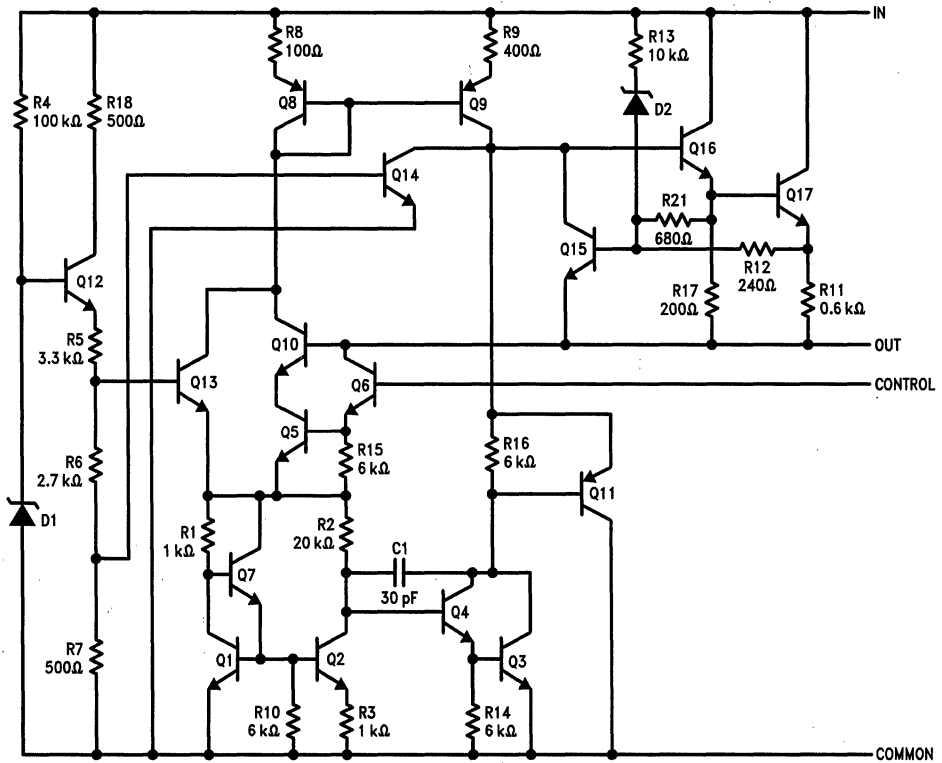 IN
R8
100Ω
R9
400Ω
R13
10 kΩ
R4
100 kΩ
R18
500Ω
Q8
Q9
D2
Q14
Q16
Q17
R21
680Ω
Q15
R12
240Ω
Q12
R17
200Ω
R11
0.6 kΩ
R5
3.3 kΩ
Q10
OUT
Q13
Q6
CONTROL
Q5
R15
6 kΩ
R16
6 kΩ
R6
2.7 kΩ
Q11
D1
R1
1 kΩ
R2
20 kΩ
C1
30 pF
Q7
Q4
R7
500Ω
Q1
Q2
Q3
R10
6 kΩ
R3
1 kΩ
R14
6 kΩ
COMMON